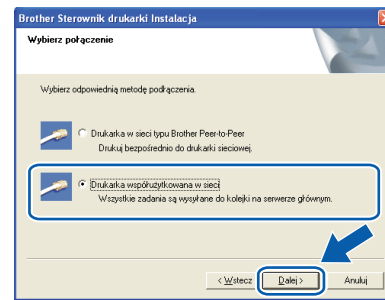 Brother Sterownik drukarki Instalacja
Wybierz połączenie
Wybierz odpowiednią metodę podłączenia.
Drukarka w sieci typu Brother Peer-to-Peer
Drukuj bezpośrednio do drukarki sieciowej.
Drukarka współużytkowana w sieci
Wszystkie zadania są wysyłane do kolejki na serwerze głównym.
< Wstecz Dalej > Anuluj